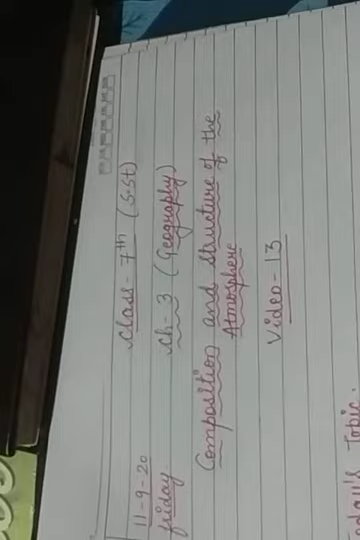 11-9-20
friday
Class- 7th (S.St)
Ch-3 (Geography)
Composition and structure of the
Atmosphere
Video-13
Today's Topic.